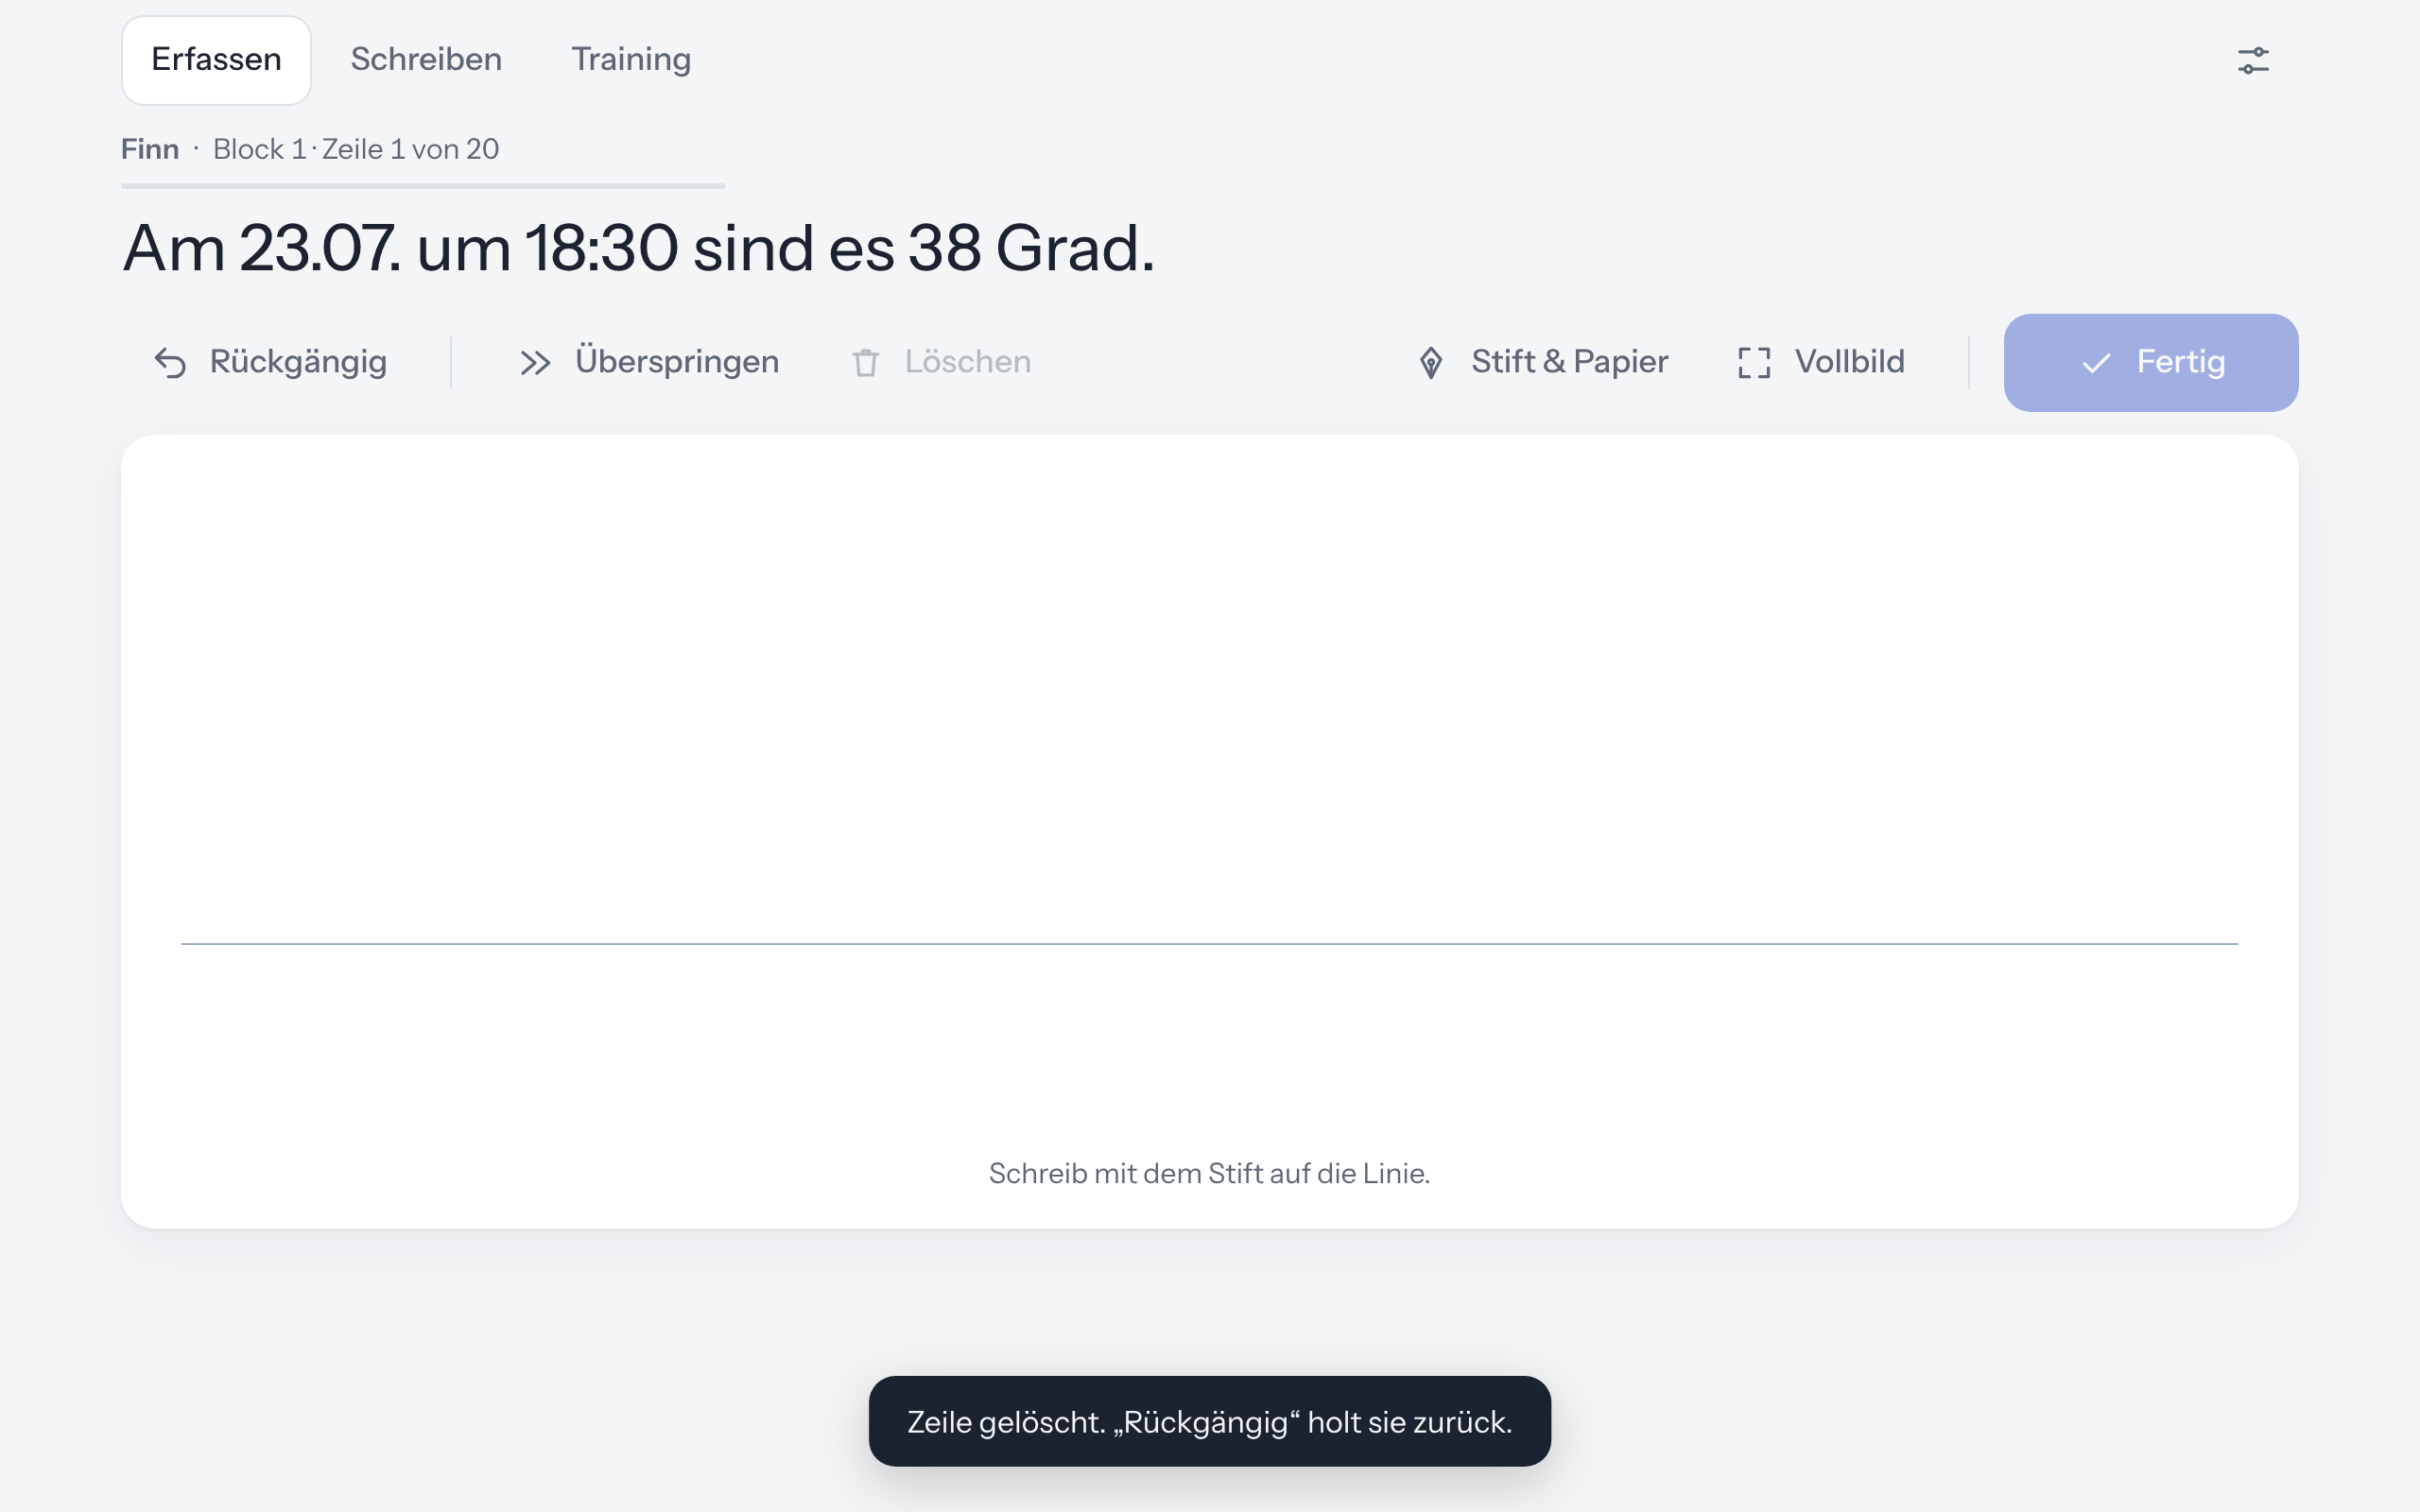 Erfassen Schreiben Training
Finn · Block 1 · Zeile 1 von 20
Am 23.07. um 18:30 sind es 38 Grad.
Rückgängig Überspringen Löschen Stift & Papier Vollbild Fertig
Schreib mit dem Stift auf die Linie.
Zeile gelöscht. „Rückgängig“ holt sie zurück.